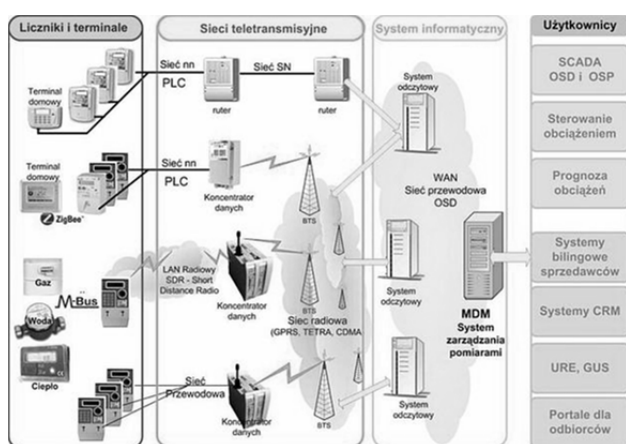 Liczniki i terminale
Sieci teletransmisyjne
System informatyczny
Użytkownicy
Terminal
domowy
Sieć nn
PLC
ruter
Sieć SN
ruter
System
odczytowy
Terminal
domowy
ZigBee
Sieć nn
PLC
Koncentrator
danych
BTS
WAN
Sieć przewodowa
OSD
Gaz
M-Bus
Woda
Ciepło
LAN Radiowy
SDR - Short
Distance Radio
Koncentrator
danych
BTS
Siec radiowa
(GPRS, TETRA, CDMA)
System
odczytowy
MDM
System
zarządzania
pomiarami
Sieć
Przewodowa
Koncentrator
danych
BTS
System
odczytowy
SCADA
OSD i OSP
Sterowanie
obciążeniem
Prognoza
obciążeń
Systemy
bilingowe
sprzedawców
Systemy CRM
URE, GUS
Portale dla
odbiorców